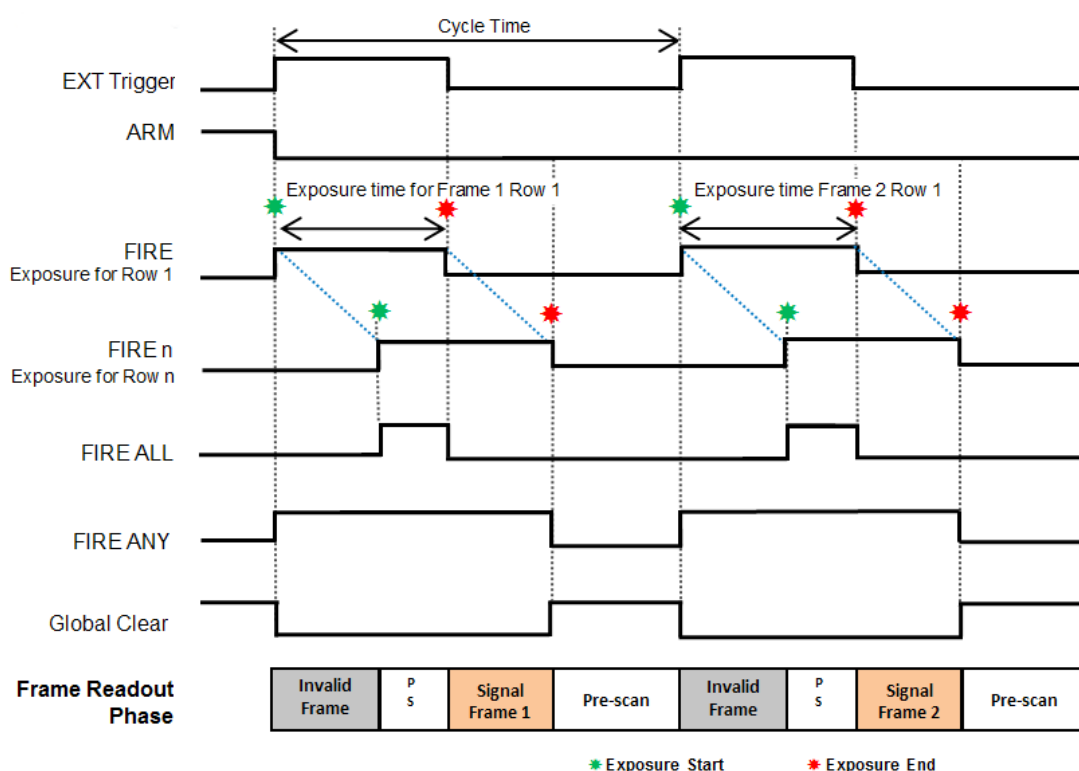 Cycle Time
EXT Trigger
ARM
Exposure time for Frame 1 Row 1
Exposure time Frame 2 Row 1
FIRE
Exposure for Row 1
FIRE n
Exposure for Row n
FIRE ALL
FIRE ANY
Global Clear
Frame Readout
Phase
Invalid
Frame
P
S
Signal
Frame 1
Pre-scan
Invalid
Frame
P
S
Signal
Frame 2
Pre-scan
Exposure Start
Exposure End